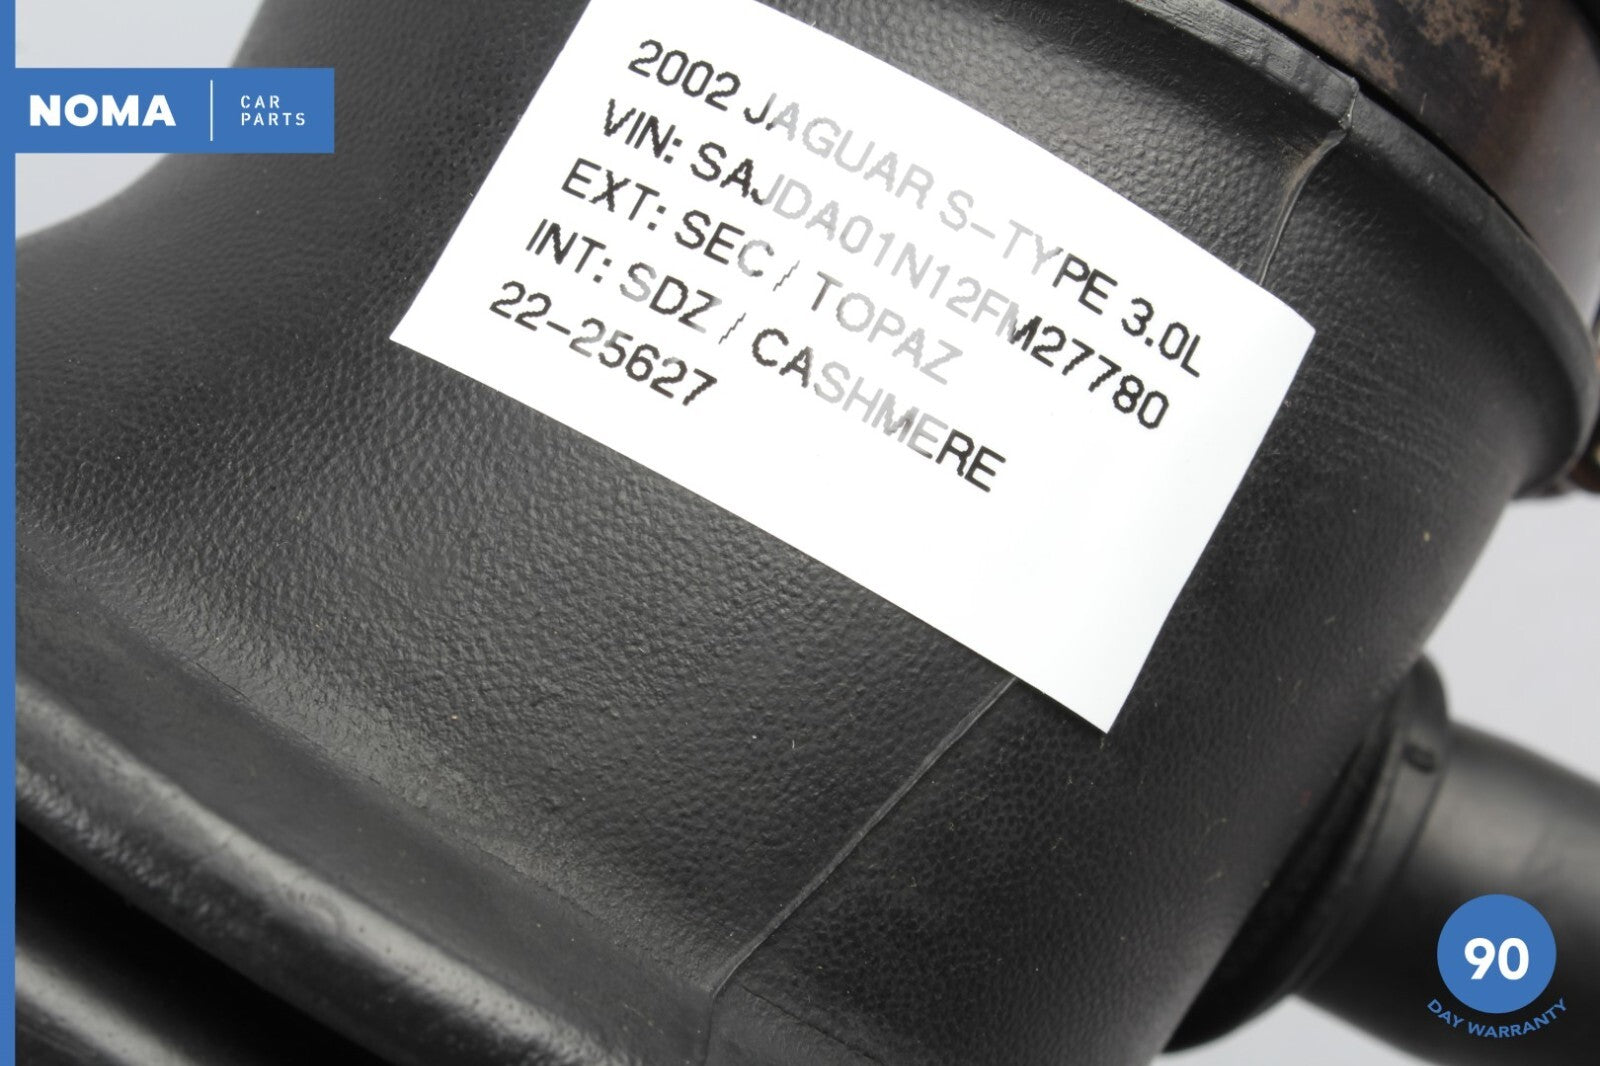 NOMA
CAR
PARTS
2002 JAGUAR S-TYPE 3.0L
VIN: SAJDA01N12FM27780
EXT: SEC / TOPAZ
INT: SDZ / CASHMERE
22-25627
90
DAY WARRANTY